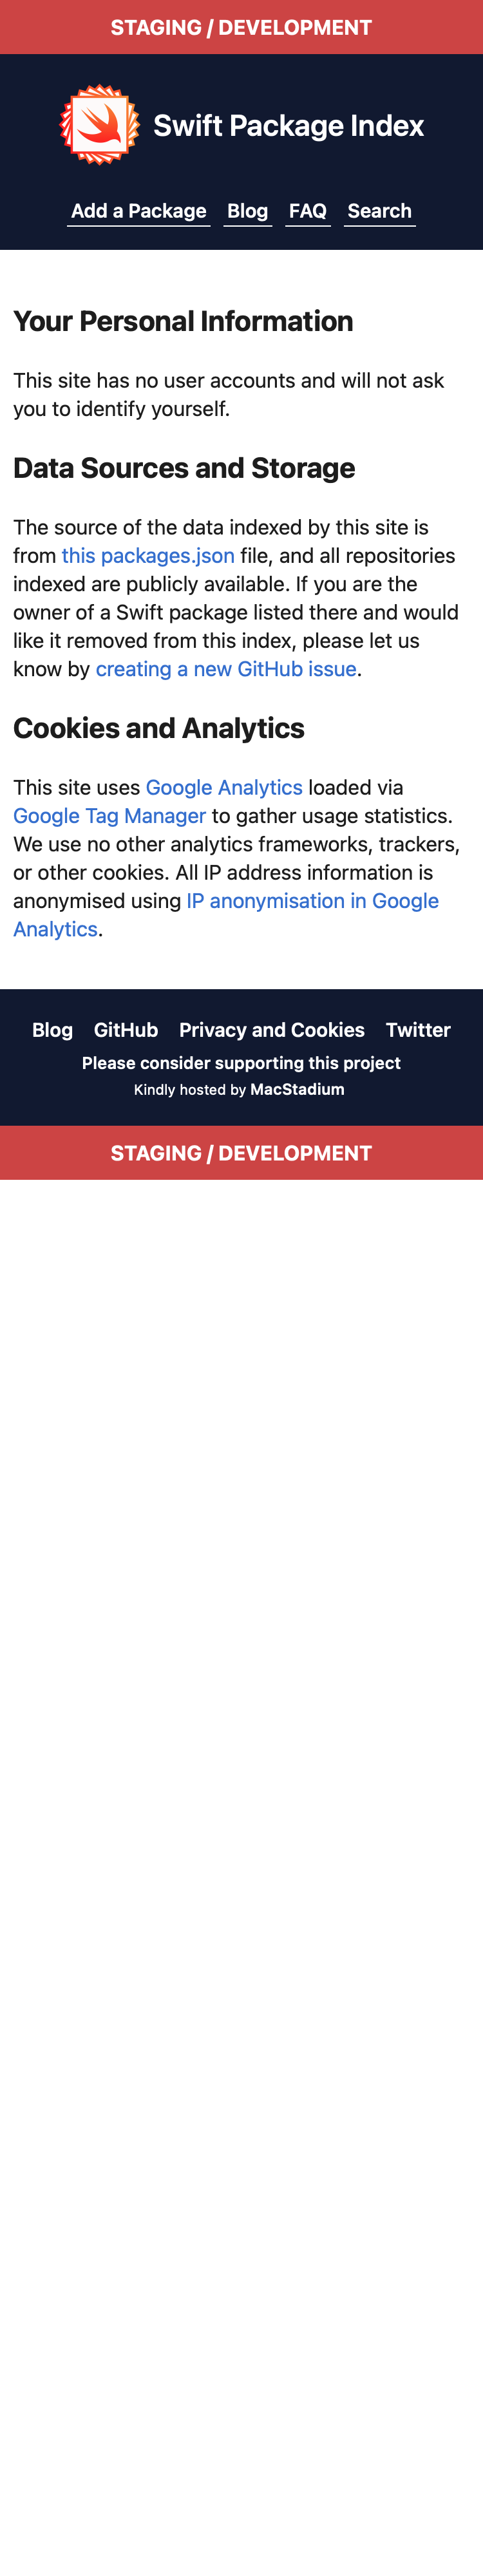 STAGING / DEVELOPMENT
Swift Package Index
Add a Package Blog FAQ Search
Your Personal Information
This site has no user accounts and will not ask
you to identify yourself.
Data Sources and Storage
The source of the data indexed by this site is
from this packages.json file, and all repositories
indexed are publicly available. If you are the
owner of a Swift package listed there and would
like it removed from this index, please let us
know by creating a new GitHub issue.
Cookies and Analytics
This site uses Google Analytics loaded via
Google Tag Manager to gather usage statistics.
We use no other analytics frameworks, trackers,
or other cookies. All IP address information is
anonymised using IP anonymisation in Google
Analytics.
Blog GitHub Privacy and Cookies Twitter
Please consider supporting this project
Kindly hosted by MacStadium
STAGING / DEVELOPMENT